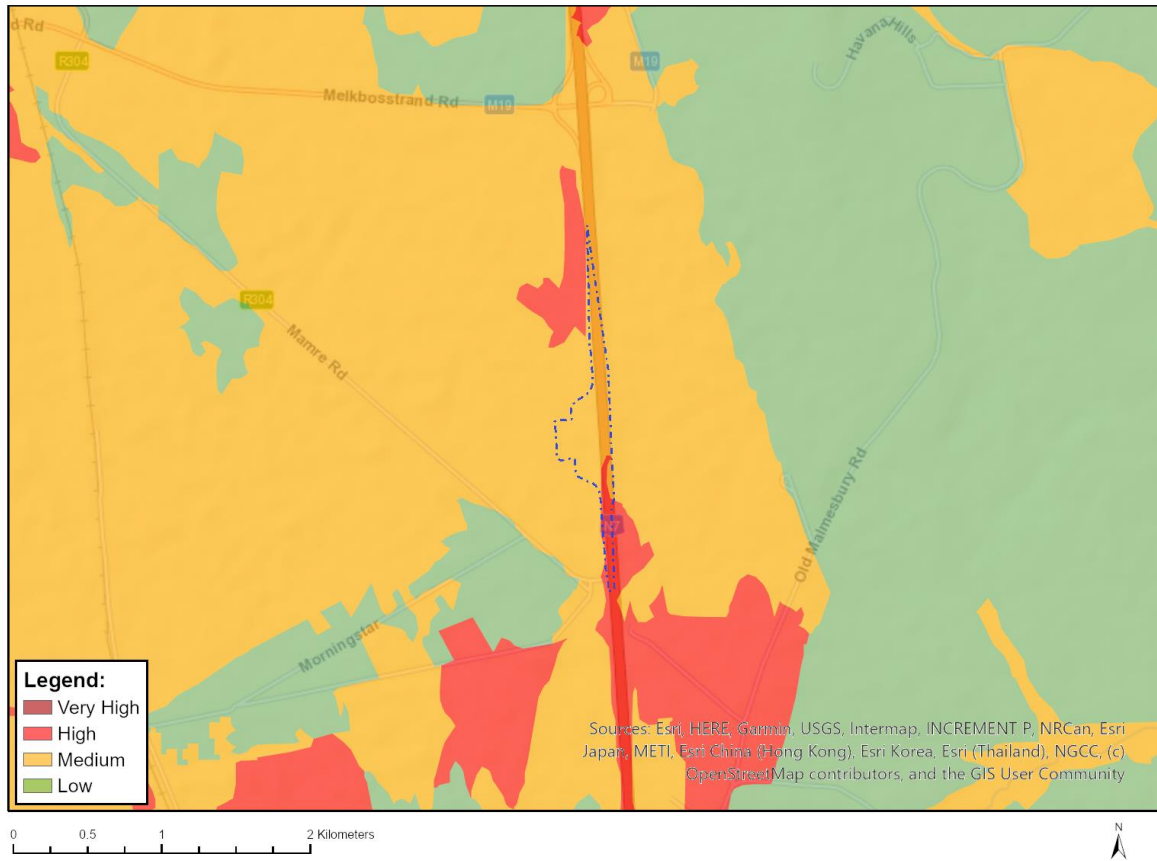 d Rd
R304
M19
Havana Hills
Melkbosstrand Rd
M19
R304
Mamre Rd
Old Malmesbury Rd
N7
Morningstar
Legend:
Very High
High
Medium
Low
Sources: Esri, HERE, Garmin, USGS, Intermap, INCREMENT P, NRCan, Esri
Japan, METI, Esri China (Hong Kong), Esri Korea, Esri (Thailand), NGCC, (c)
OpenStreetMap contributors, and the GIS User Community
0 0.5 1 2 Kilometers
N